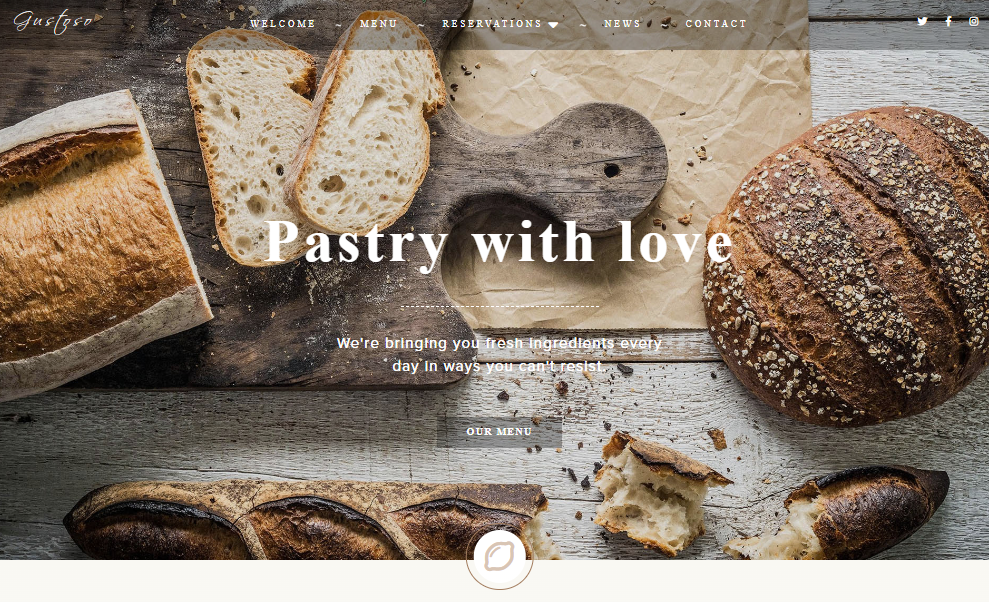 Gustoso
WELCOME ~ MENU ~ RESERVATIONS ~ NEWS ~ CONTACT
Pastry with love
We're bringing you fresh ingredients every
day in ways you can't resist.
OUR MENU